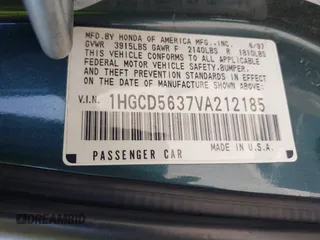 MFD.BY HONDA OF AMERICA MFG.,INC. 6/97
GVWR 3915LBS GAWR F 2140LBS R 1810LBS
THIS VEHICLE CONFORMS TO ALL APPLICABLE
FEDERAL MOTOR VEHICLE SAFETY,BUMPER,
AND THEFT PREVENTION STANDARDS IN EFFECT
ON THE DATE OF MANUFACTURE SHOWN ABOVE.
V.I.N. 1HGCD5637VA212185
PASSENGER CAR MADE IN U.S.A.
DREAMBID